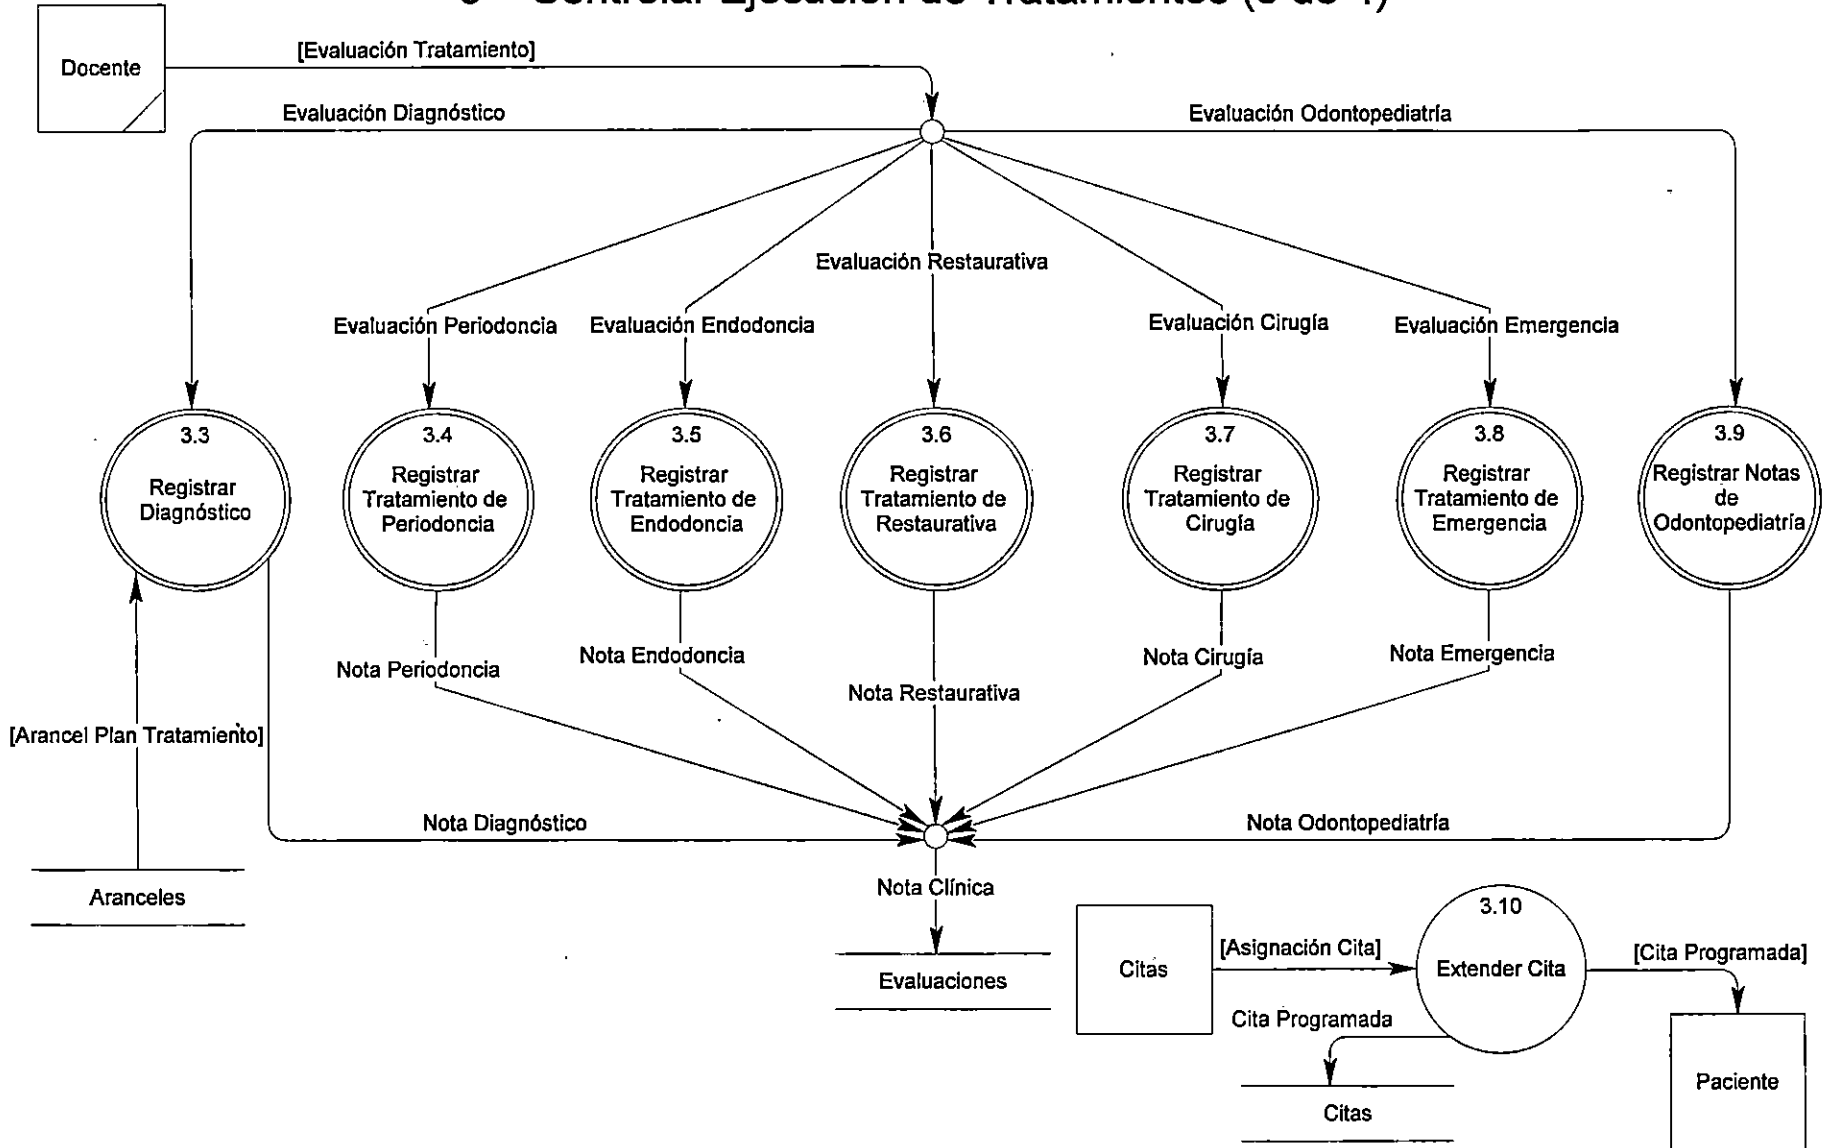 Docente
[Evaluación Tratamiento]
Evaluación Diagnóstico
Evaluación Odontopediatría
Evaluación Restaurativa
Evaluación Periodoncia
Evaluación Endodoncia
Evaluación Cirugía
Evaluación Emergencia
3.3
Registrar
Diagnóstico
3.4
Registrar
Tratamiento de
Periodoncia
3.5
Registrar
Tratamiento de
Endodoncia
3.6
Registrar
Tratamiento de
Restaurativa
3.7
Registrar
Tratamiento de
Cirugía
3.8
Registrar
Tratamiento de
Emergencia
3.9
Registrar Notas
de
Odontopediatría
Nota Periodoncia
Nota Endodoncia
Nota Restaurativa
Nota Cirugía
Nota Emergencia
[Arancel Plan Tratamiento]
Nota Diagnóstico
Nota Odontopediatría
Aranceles
Nota Clínica
Evaluaciones
Citas
[Asignación Cita]
3.10
Extender Cita
[Cita Programada]
Cita Programada
Citas
Paciente